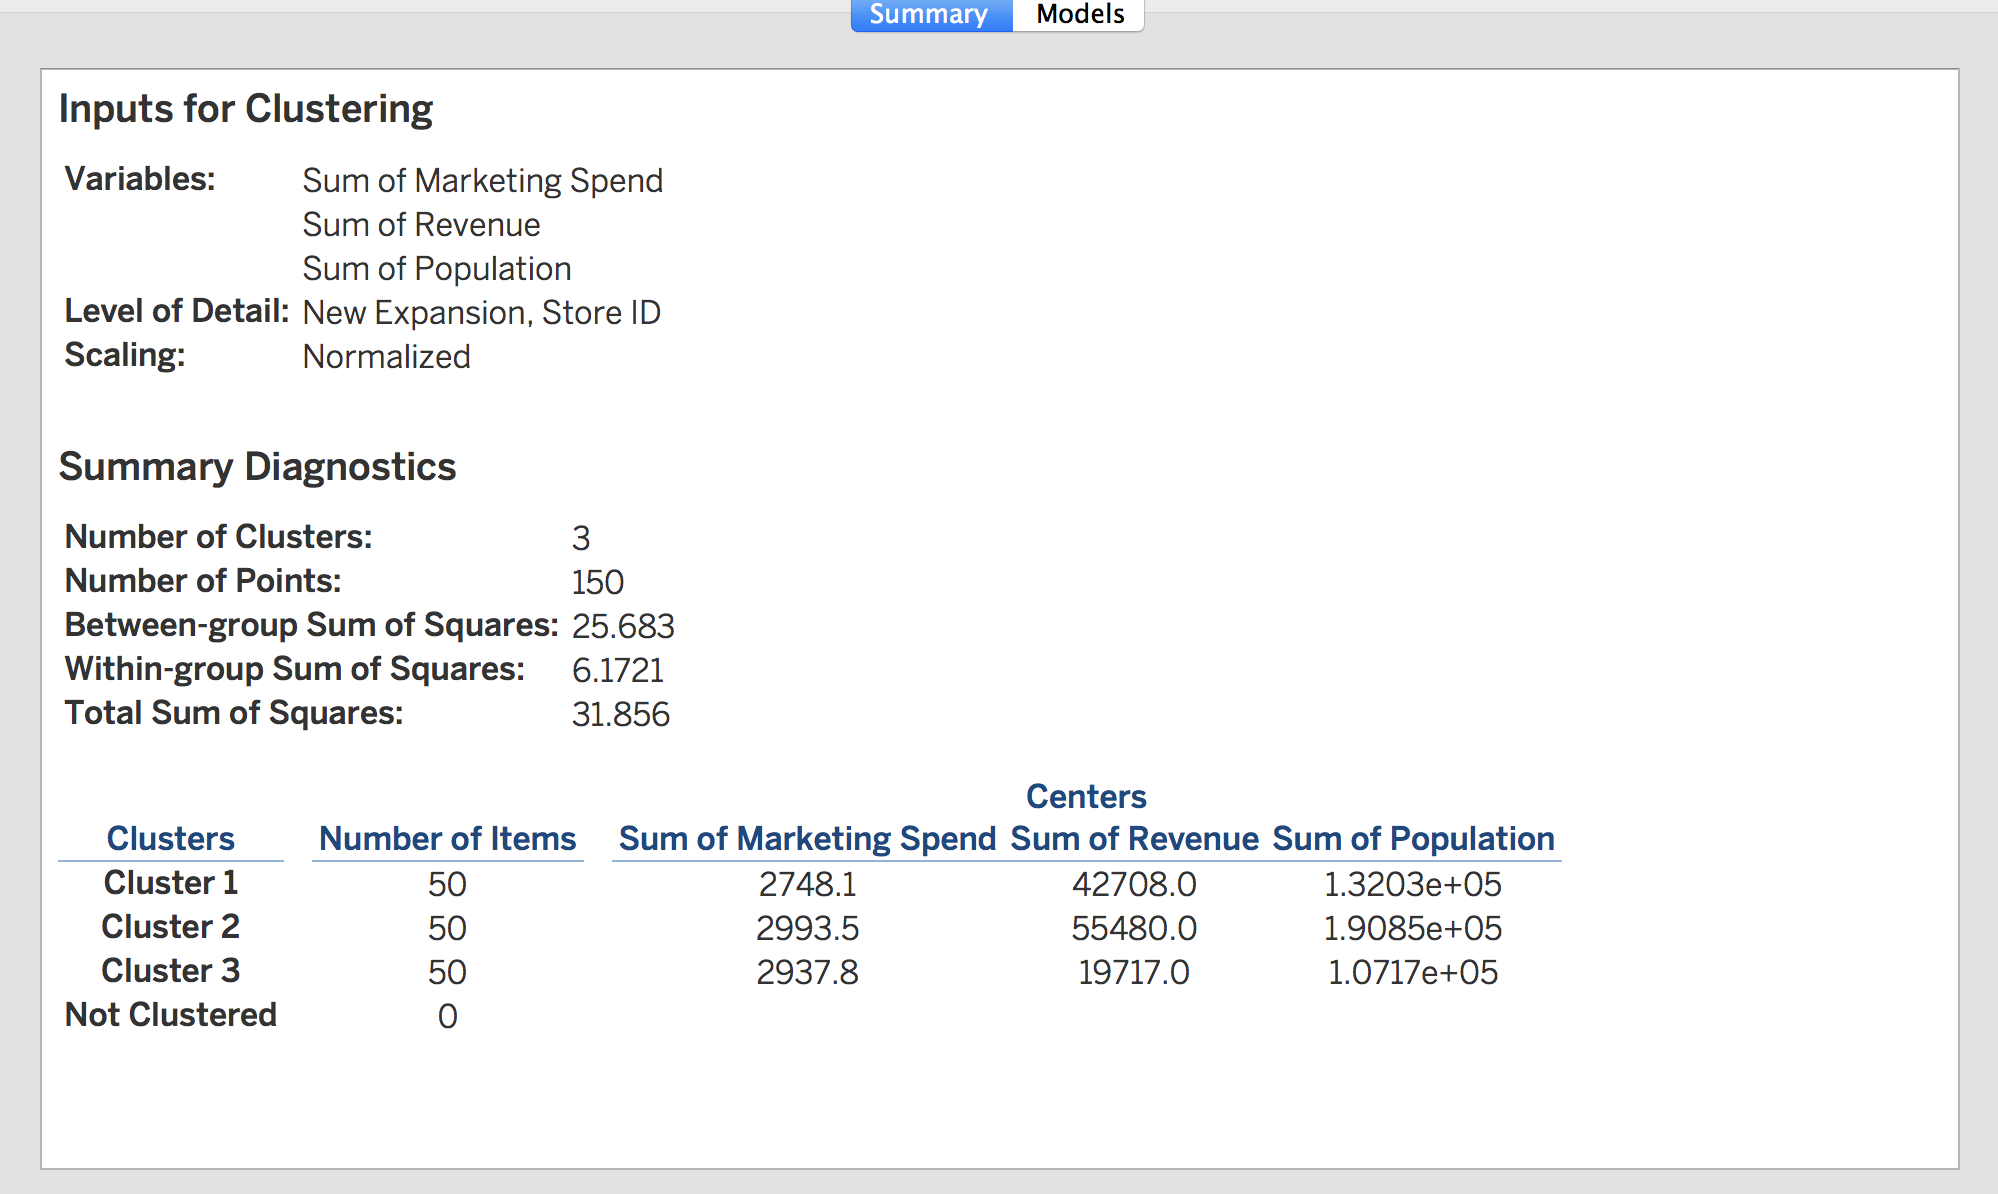 Summary Models
Inputs for Clustering
Variables: Sum of Marketing Spend
Sum of Revenue
Sum of Population
Level of Detail: New Expansion, Store ID
Scaling: Normalized
Summary Diagnostics
Number of Clusters: 3
Number of Points: 150
Between-group Sum of Squares: 25.683
Within-group Sum of Squares: 6.1721
Total Sum of Squares: 31.856
Centers
Clusters Number of Items Sum of Marketing Spend Sum of Revenue Sum of Population
Cluster 1 50 2748.1 42708.0 1.3203e+05
Cluster 2 50 2993.5 55480.0 1.9085e+05
Cluster 3 50 2937.8 19717.0 1.0717e+05
Not Clustered 0